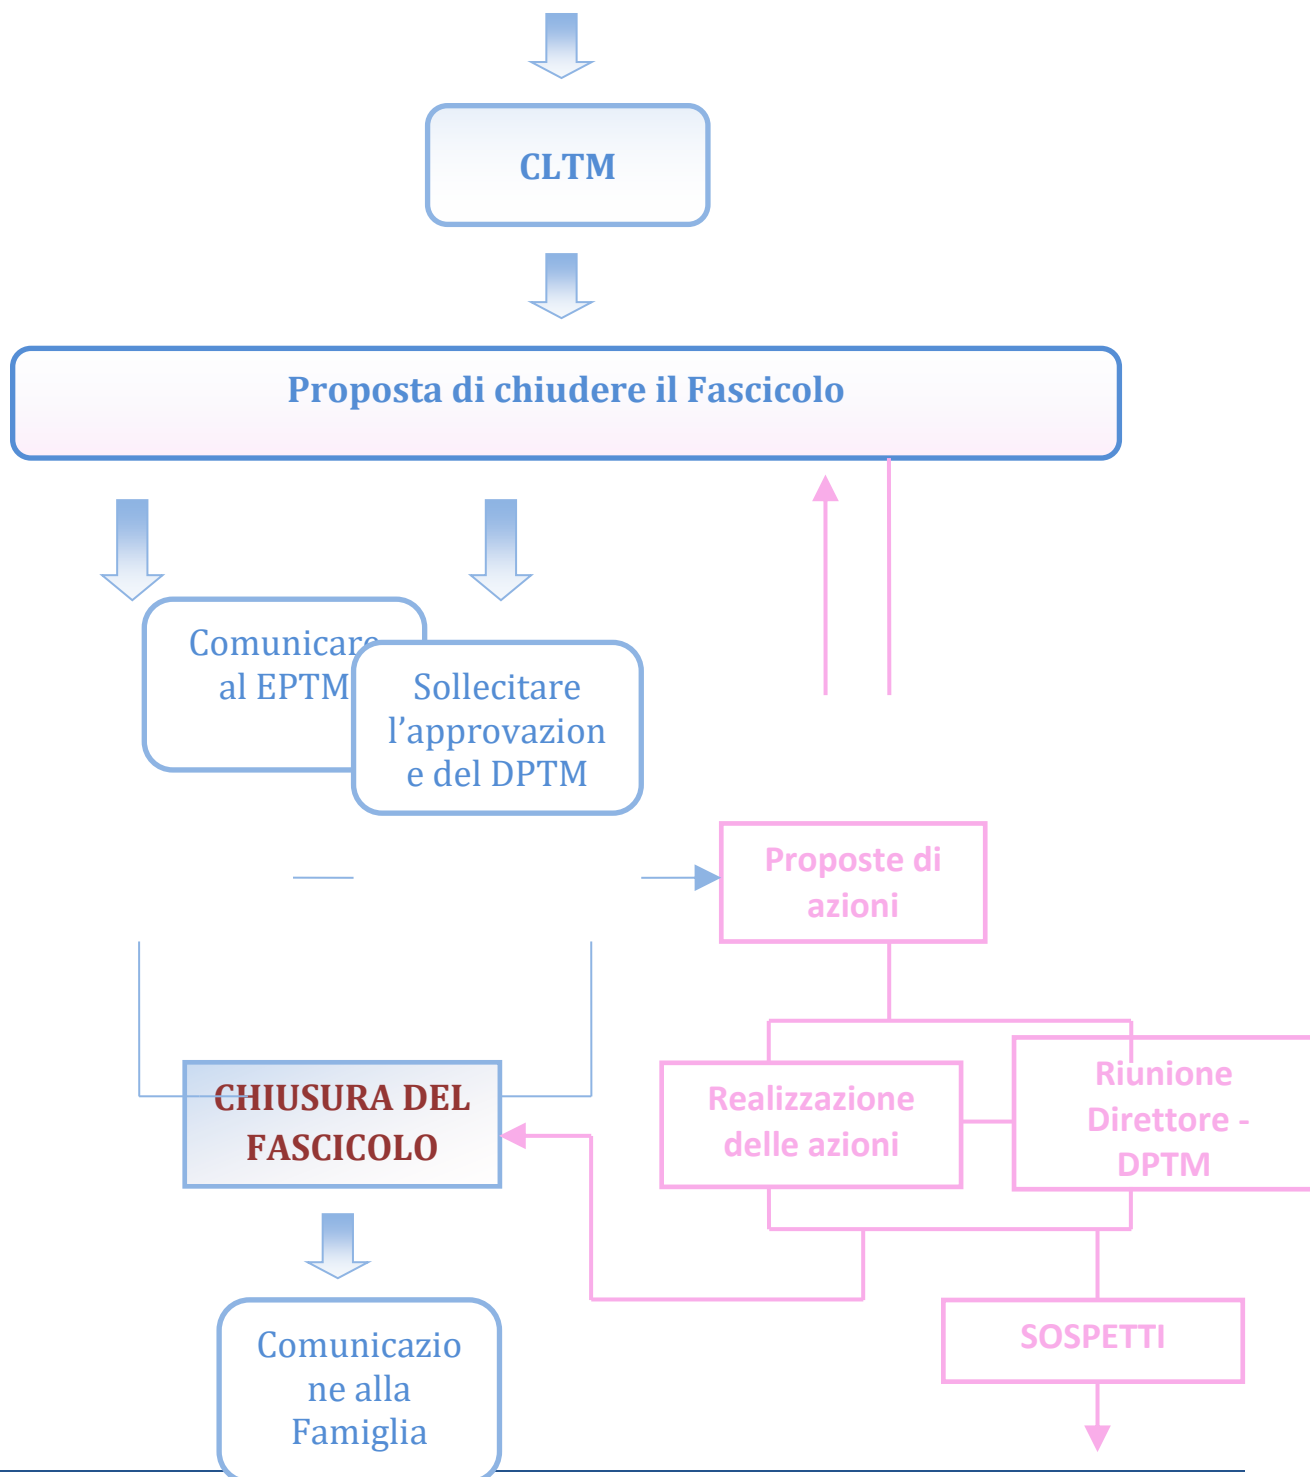 CLTM
Proposta di chiudere il Fascicolo
Comunicare
al EPTM
Sollecitare
l’approvazion
e del DPTM
Proposte di
azioni
CHIUSURA DEL
FASCICOLO
Realizzazione
delle azioni
Riunione
Direttore -
DPTM
SOSPETTI
Comunicazio
ne alla
Famiglia